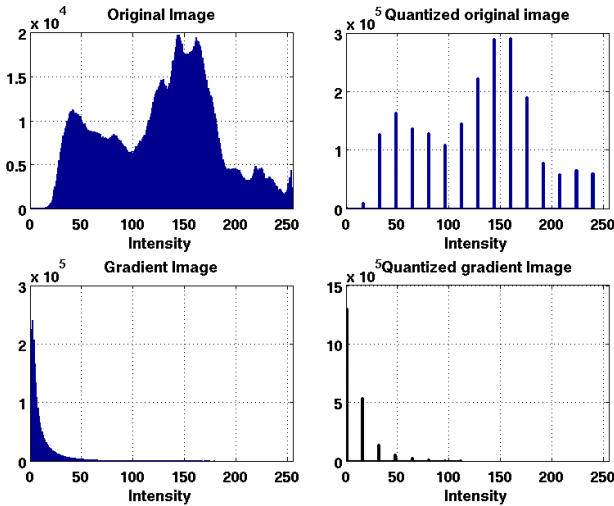 Original Image
x 10^4
2
1.5
1
0.5
0
0 50 100 150 200 250
Intensity
Quantized original image
x 10^5
3
2
1
0
0 50 100 150 200 250
Intensity
Gradient Image
x 10^5
3
2
1
0 50 100 150 200 250
Intensity
Quantized gradient Image
x 10^5
15
10
5
0
0 50 100 150 200 250
Intensity